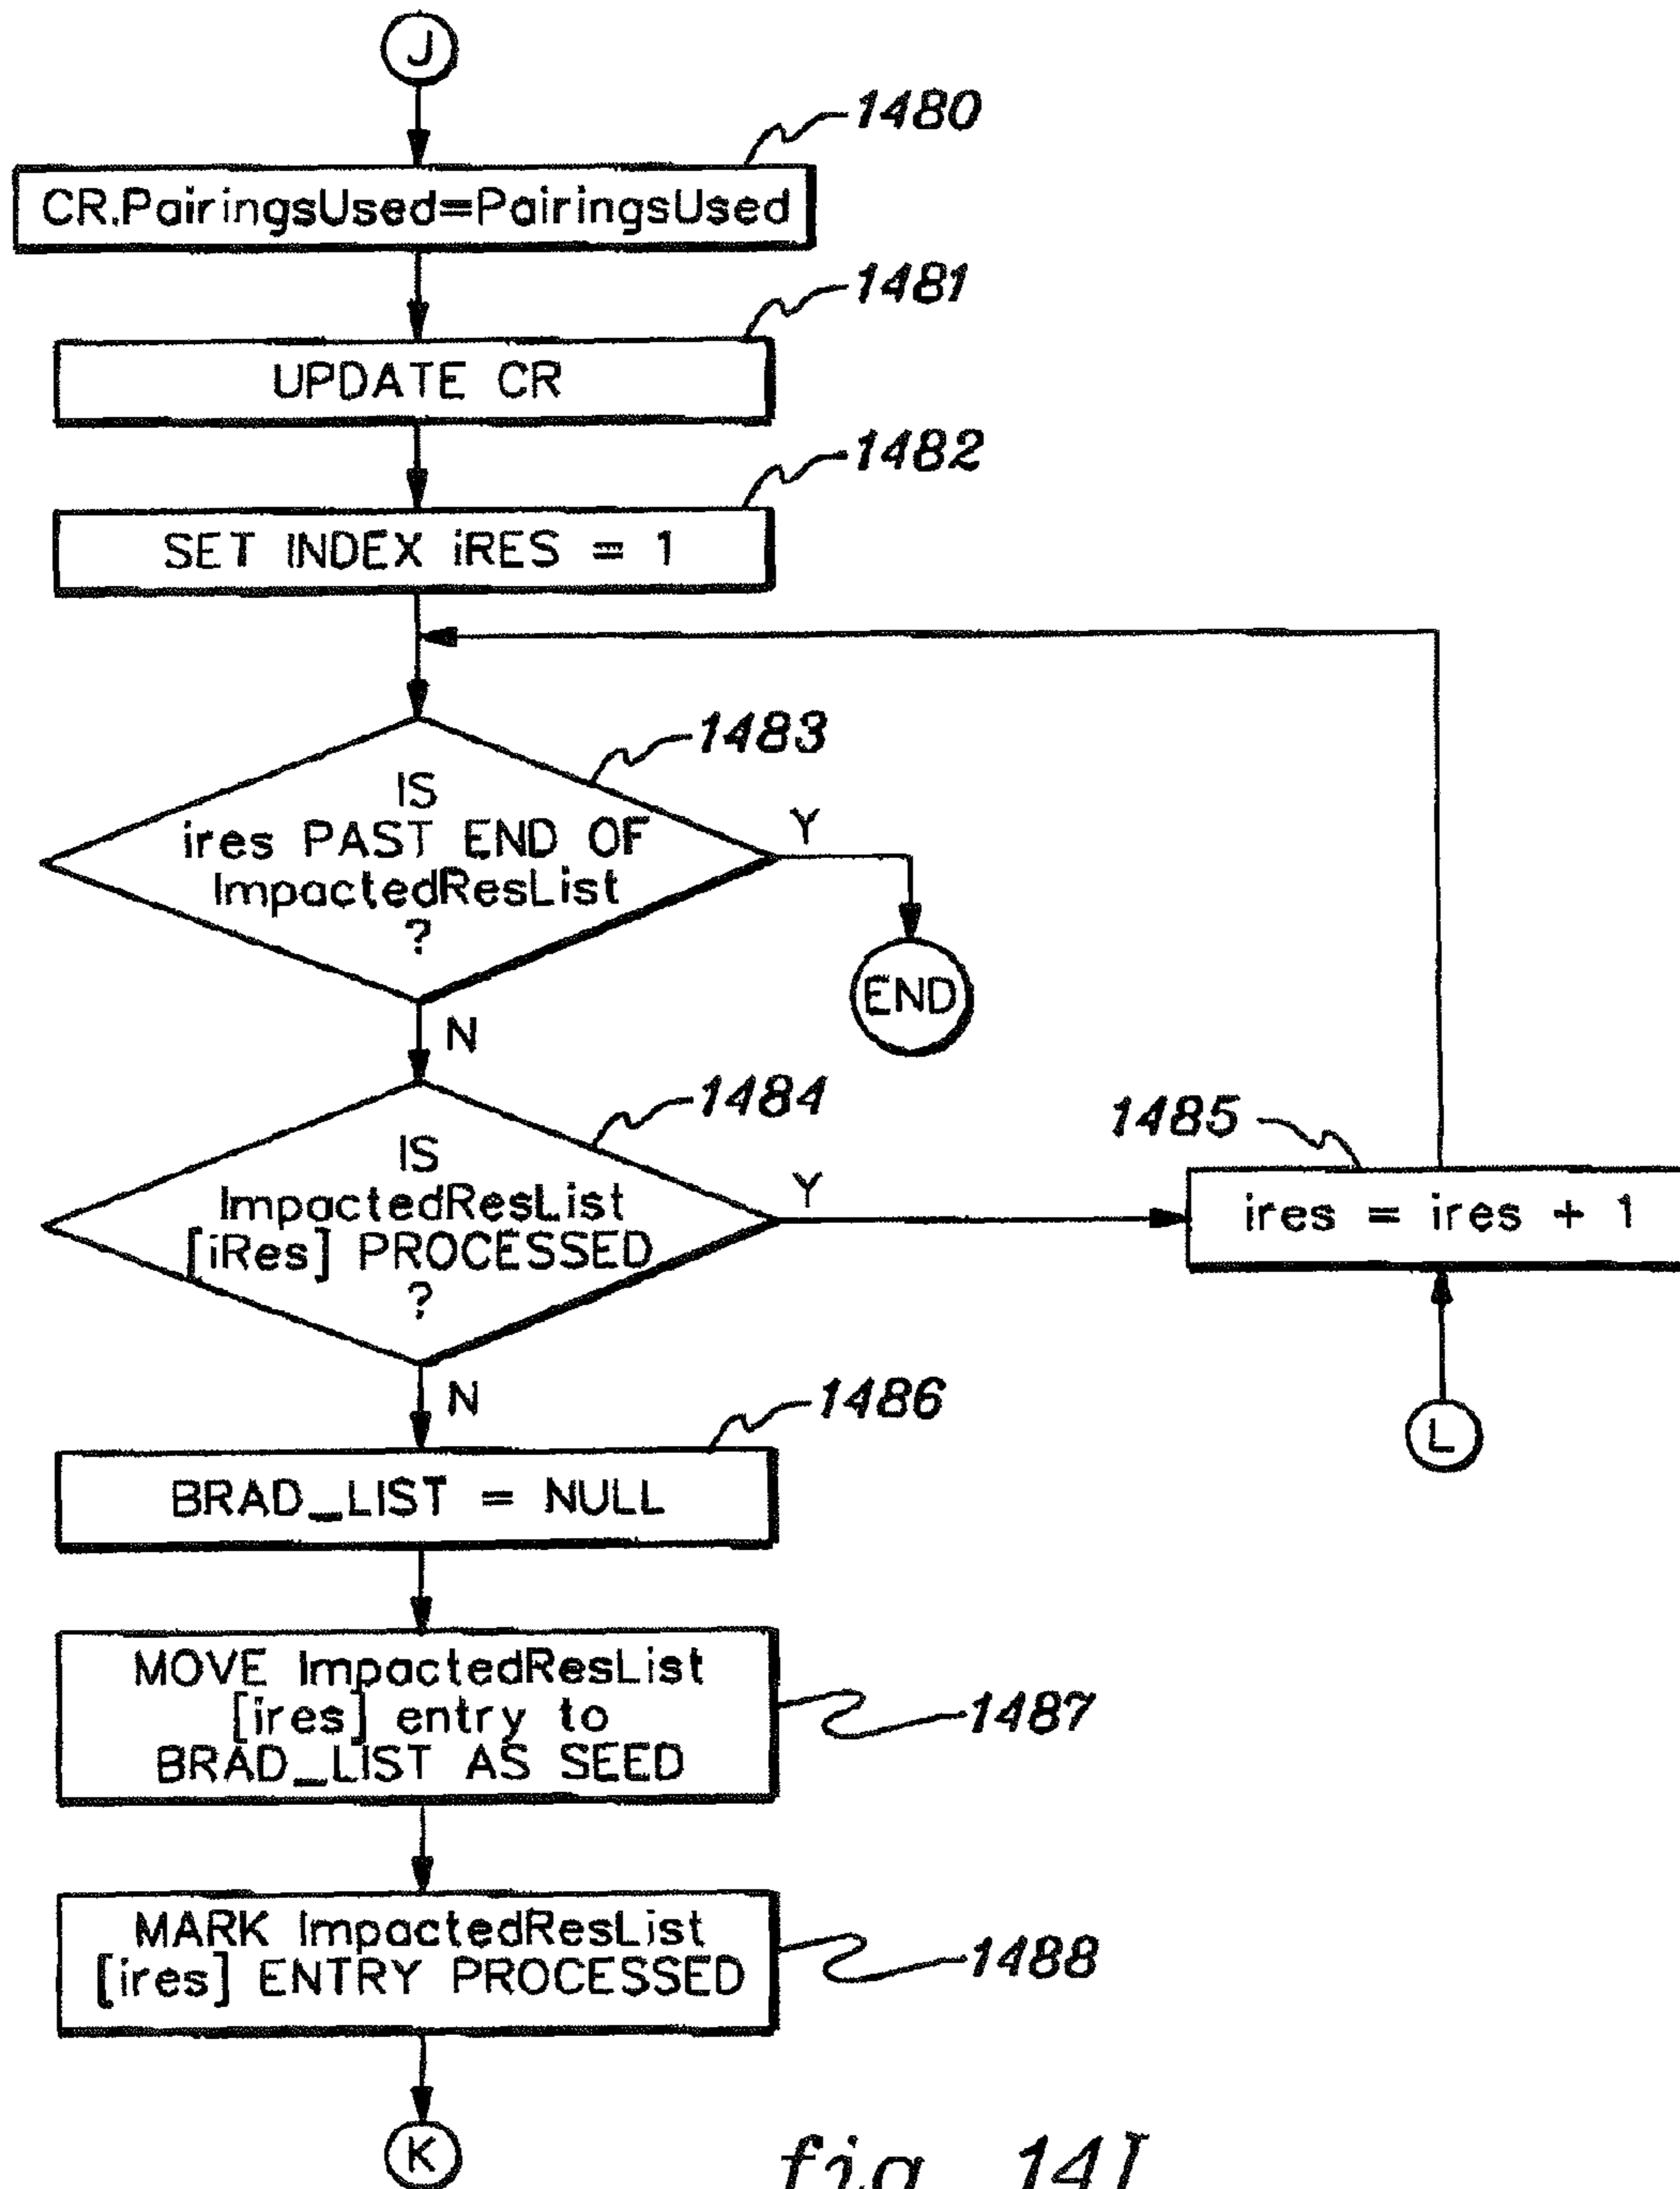 J
1480
CR.PairingsUsed=PairingsUsed
1481
UPDATE CR
1482
SET INDEX iRES = 1
1483
IS
ires PAST END OF
ImpactedResList
?
Y
END
N
1484
IS
ImpactedResList
[iRes] PROCESSED
?
Y
1485
ires = ires + 1
L
N
1486
BRAD_LIST = NULL
MOVE ImpactedResList
[ires] entry to
BRAD_LIST AS SEED
1487
MARK ImpactedResList
[ires] ENTRY PROCESSED
1488
K